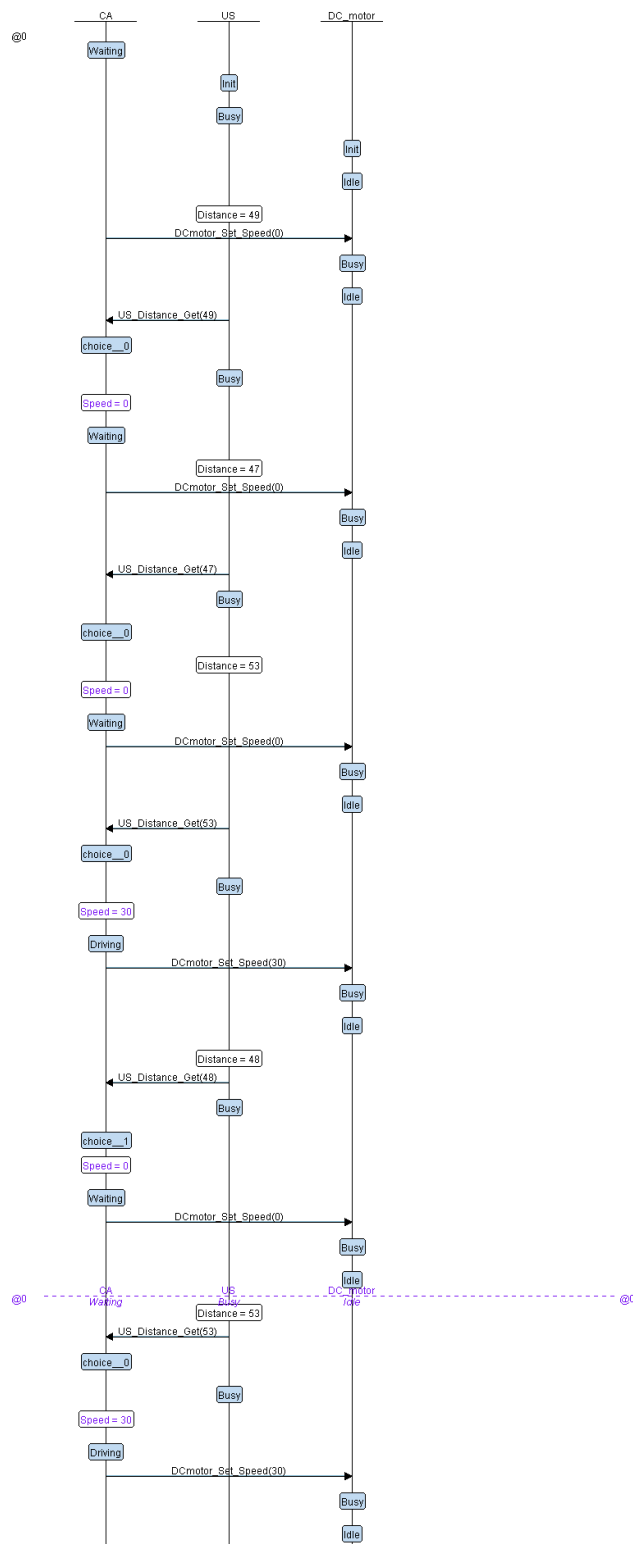 CA US DC_motor
@0
Waiting
Init
Busy
Init
Idle
Distance = 49
DCmotor_Set_Speed(0)
Busy
Idle
US_Distance_Get(49)
choice__0
Busy
Speed = 0
Waiting
Distance = 47
DCmotor_Set_Speed(0)
Busy
Idle
US_Distance_Get(47)
Busy
choice__0
Distance = 53
Speed = 0
Waiting
DCmotor_Set_Speed(0)
Busy
Idle
US_Distance_Get(53)
choice__0
Busy
Speed = 30
Driving
DCmotor_Set_Speed(30)
Busy
Idle
Distance = 48
US_Distance_Get(48)
Busy
choice__1
Speed = 0
Waiting
DCmotor_Set_Speed(0)
Busy
Idle
CA US DC_motor
@0 @0
Waiting Busy Idle
Distance = 53
US_Distance_Get(53)
choice__0
Busy
Speed = 30
Driving
DCmotor_Set_Speed(30)
Busy
Idle